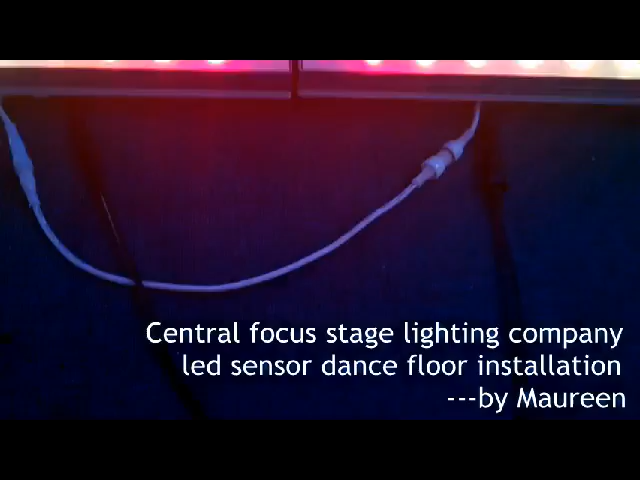 Central focus stage lighting company
led sensor dance floor installation
---by Maureen